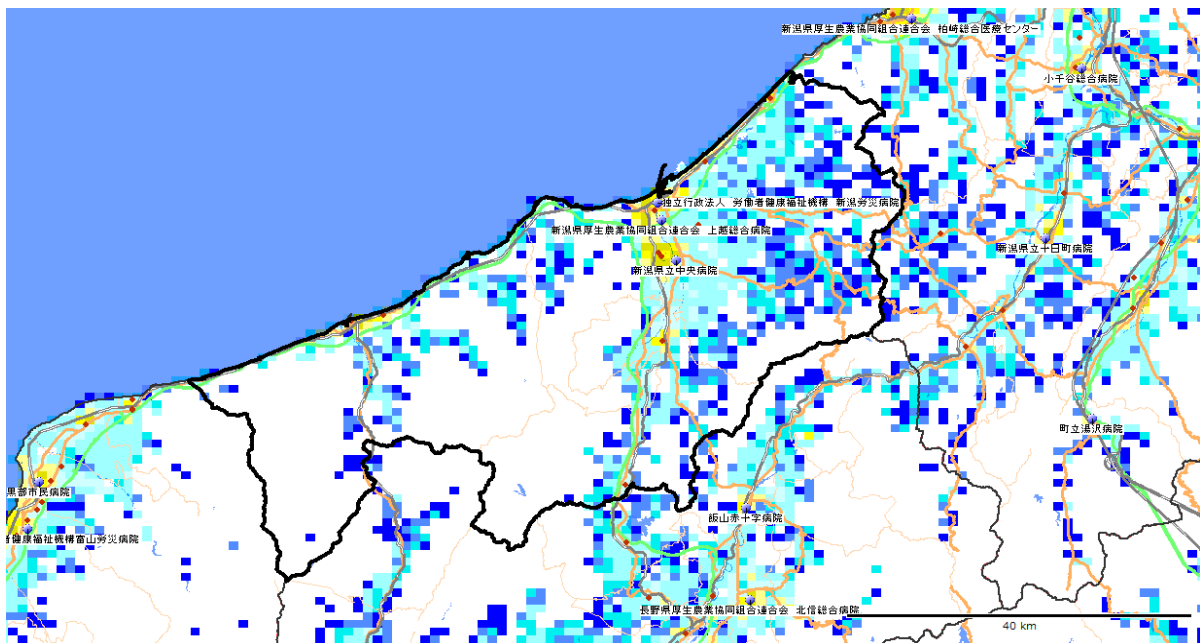 新潟県厚生農業協同組合連合会 柏崎総合医療センター
小千谷総合病院
独立行政法人 労働者健康福祉機構 新潟労災病院
新潟県厚生農業協同組合連合会 上越総合病院
新潟県立十日町病院
新潟県立中央病院
町立湯沢病院
黒部市民病院
飯山赤十字病院
者健康福祉機構富山労災病院
長野県厚生農業協同組合連合会 北信総合病院
40 km